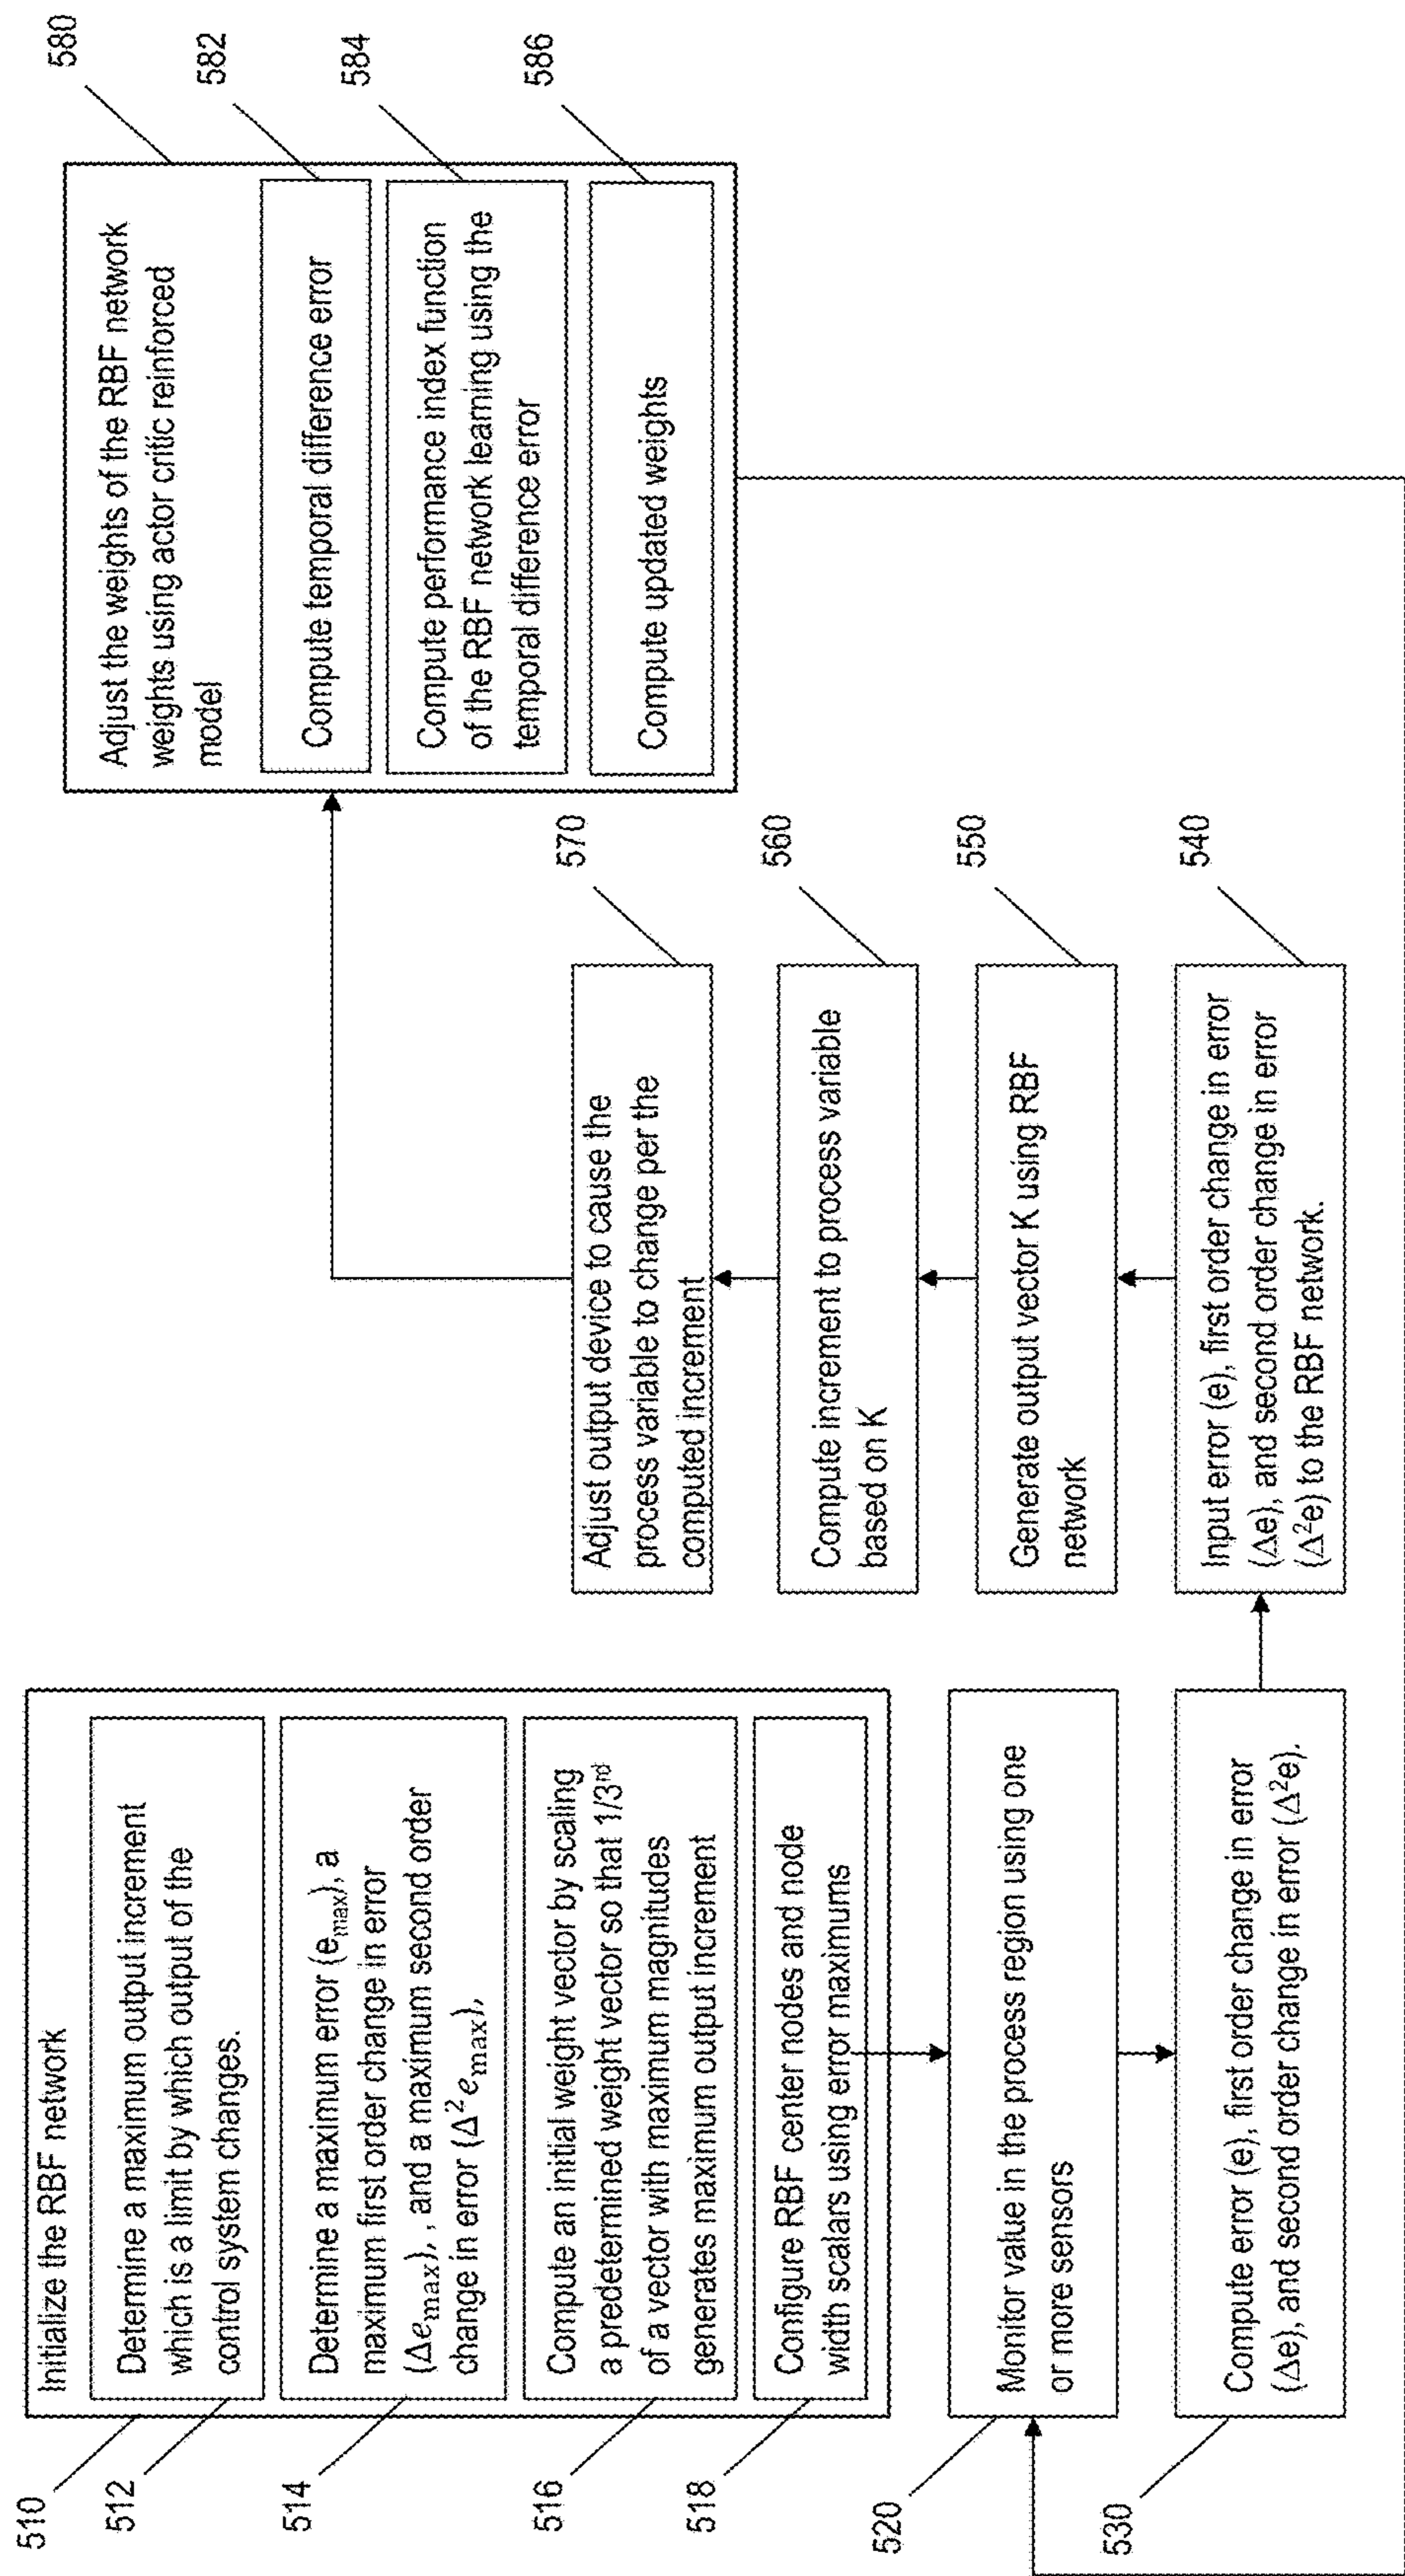 510
Initialize the RBF network
512
Determine a maximum output increment
which is a limit by which output of the
control system changes.
514
Determine a maximum error (e_max), a
maximum first order change in error
(Δe_max), , and a maximum second order
change in error (Δ²e_max),
516
Compute an initial weight vector by scaling
a predetermined weight vector so that 1/3rd
of a vector with maximum magnitudes
generates maximum output increment
518
Configure RBF center nodes and node
width scalars using error maximums
520
Monitor value in the process region using one
or more sensors
530
Compute error (e), first order change in error
(Δe), and second order change in error (Δ²e).
540
Input error (e), first order change in error
(Δe), and second order change in error
(Δ²e) to the RBF network.
550
Generate output vector K using RBF
network
560
Compute increment to process variable
based on K
570
Adjust output device to cause the
process variable to change per the
computed increment
580
Adjust the weights of the RBF network
weights using actor critic reinforced
model
582
Compute temporal difference error
584
Compute performance index function
of the RBF network learning using the
temporal difference error
586
Compute updated weights